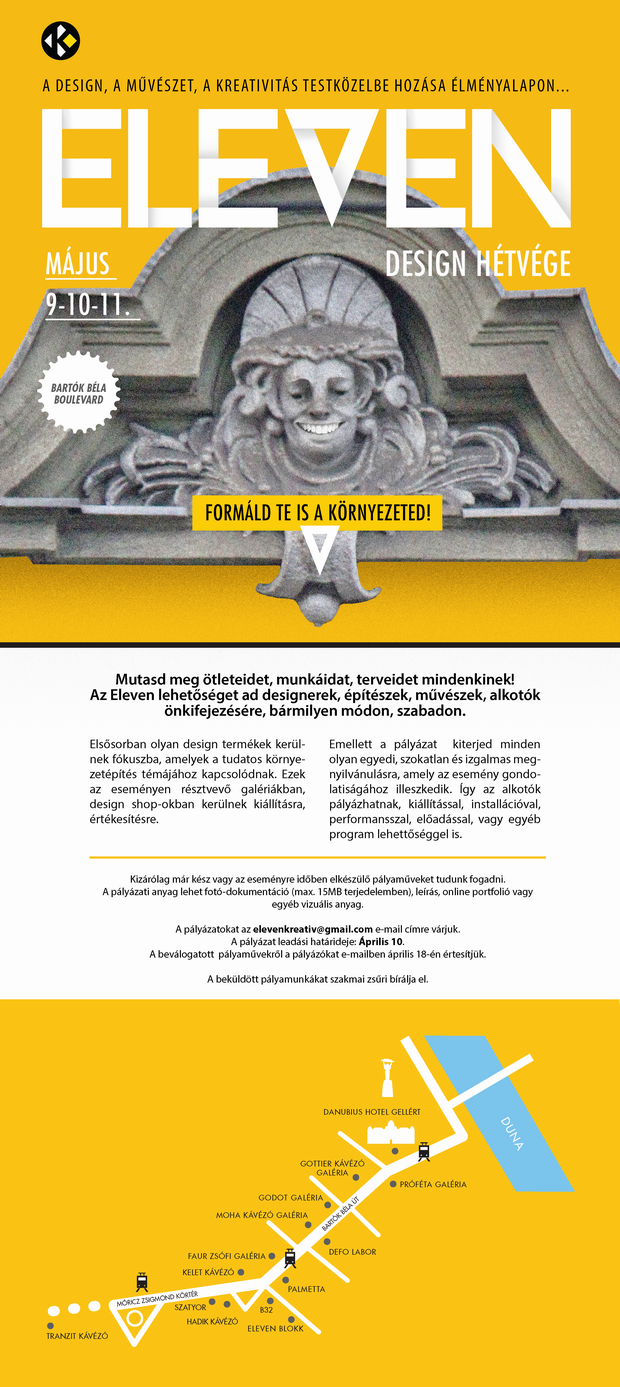 K
A DESIGN, A MŰVÉSZET, A KREATIVITÁS TESTKÖZELBE HOZÁSA ÉLMÉNYALAPON...
ELEVEN
MÁJUS
9-10-11.
DESIGN HÉTVÉGE
BARTÓK BÉLA
BOULEVARD
FORMÁLD TE IS A KÖRNYEZETED!
Mutasd meg ötleteidet, munkáidat, terveidet mindenkinek!
Az Eleven lehetőséget ad designerek, építészek, művészek, alkotók
önkifejezésére, bármilyen módon, szabadon.
Elsősorban olyan design termékek kerül-
nek fókuszba, amelyek a tudatos környe-
zetépítés témájához kapcsolódnak. Ezek
az eseményen résztvevő galériákban,
design shop-okban kerülnek kiállításra,
értékesítésre.
Emellett a pályázat kiterjed minden
olyan egyedi, szokatlan és izgalmas meg-
nyilvánulásra, amely az esemény gondo-
latiságához illeszkedik. Így az alkotók
pályázhatnak, kiállítással, installációval,
performansszal, előadással, vagy egyéb
program lehettőséggel is.
Kizárólag már kész vagy az eseményre időben elkészülő pályaműveket tudunk fogadni.
A pályázati anyag lehet fotó-dokumentáció (max. 15MB terjedelemben), leírás, online portfolió vagy
egyéb vizuális anyag.
A pályázatokat az elevenkreativ@gmail.com e-mail címre várjuk.
A pályázat leadási határideje: Április 10.
A beválogatott pályaművekről a pályázókat e-mailben április 18-én értesítjük.
A beküldött pályamunkákat szakmai zsűri bírálja el.
DANUBIUS HOTEL GELLÉRT
DUNA
GOTTIER KÁVÉZÓ
GALÉRIA
PRÓFÉTA GALÉRIA
GODOT GALÉRIA
MOHA KÁVÉZÓ GALÉRIA
BARTÓK BÉLA ÚT
DEFO LABOR
FAUR ZSÓFI GALÉRIA
KELET KÁVÉZÓ
PALMETTA
MÓRICZ ZSIGMOND KÖRTÉR
SZATYOR
B32
HADIK KÁVÉZÓ
ELEVEN BLOKK
TRANZIT KÁVÉZÓ